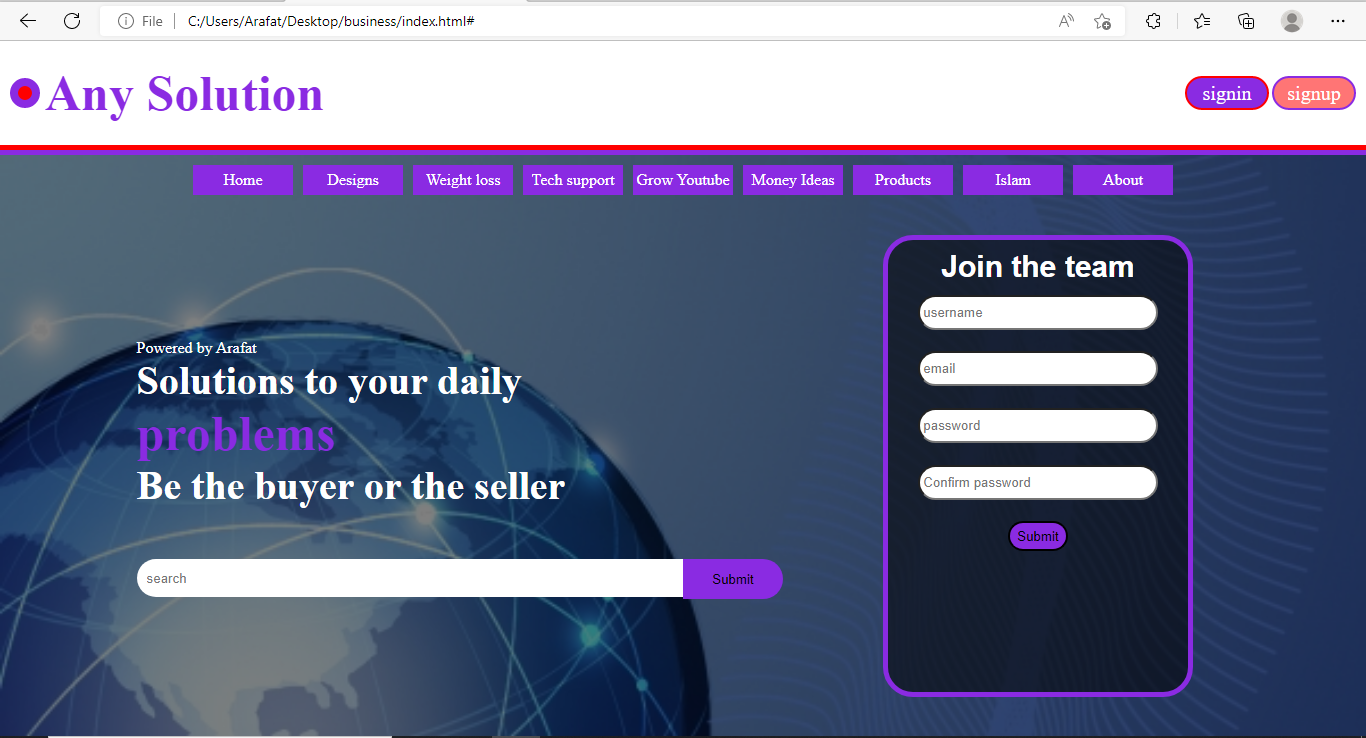 File C:/Users/Arafat/Desktop/business/index.html#
Any Solution signin signup
Home Designs Weight loss Tech support Grow Youtube Money Ideas Products Islam About
Join the team
username
email
password
Confirm password
Submit
Powered by Arafat
Solutions to your daily
problems
Be the buyer or the seller
search Submit